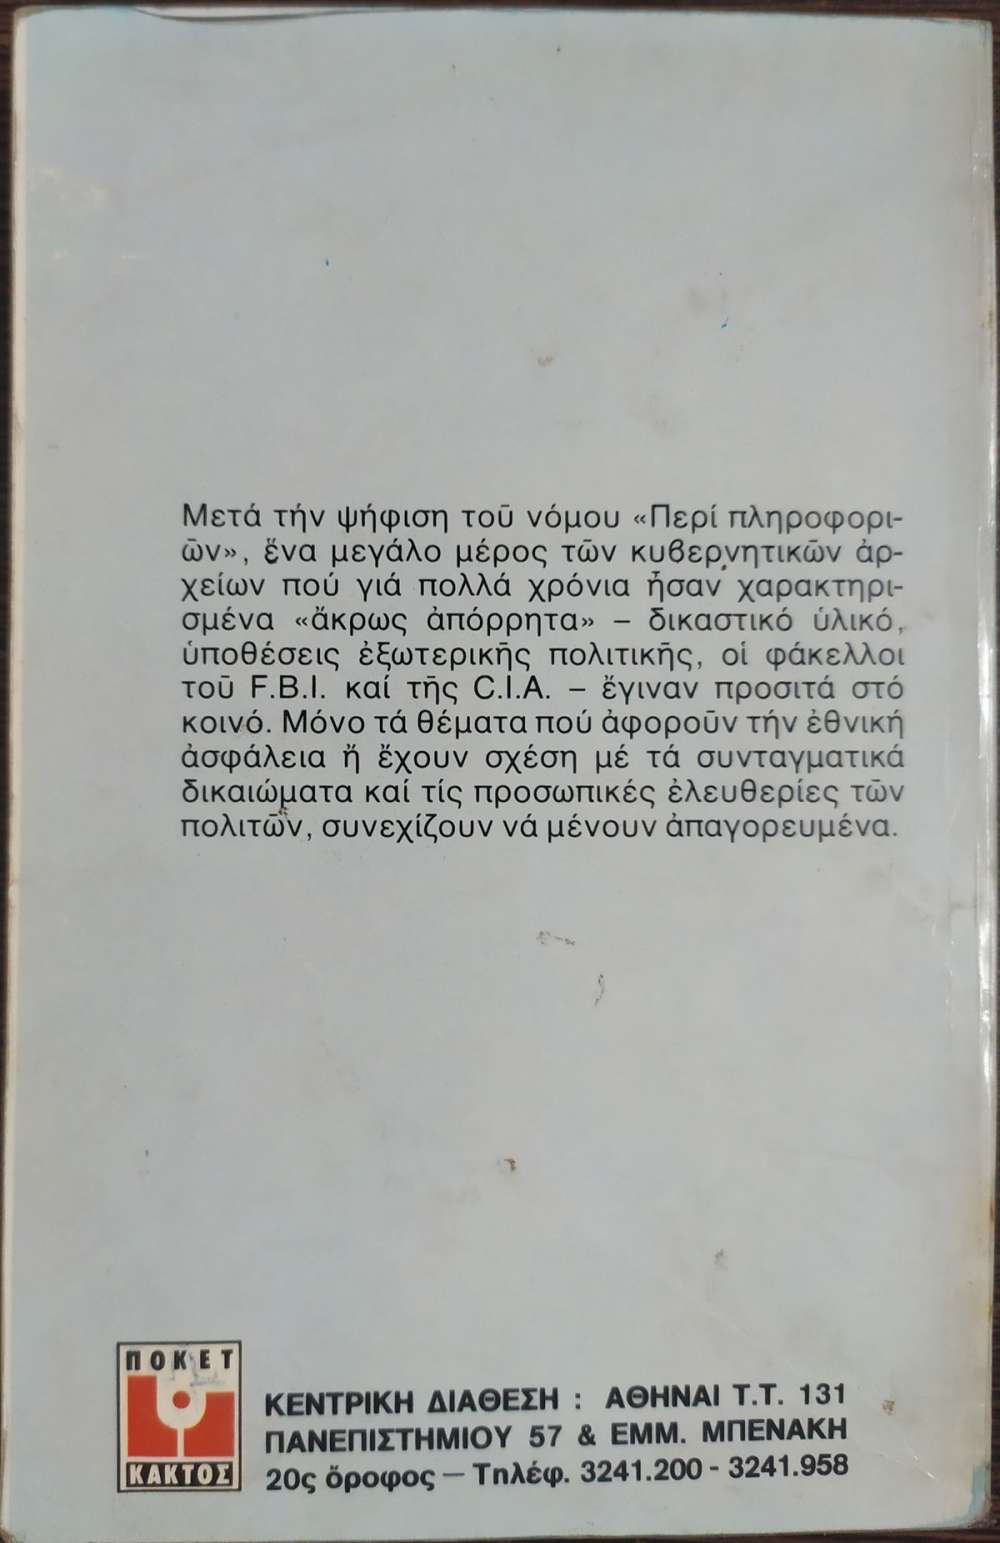 Μετά τήν ψήφιση τοῦ νόμου «Περί πληροφορι-
ῶν», ἕνα μεγάλο μέρος τῶν κυβερνητικῶν ἀρ-
χείων πού γιά πολλά χρόνια ἦσαν χαρακτηρι-
σμένα «ἄκρως ἀπόρρητα» – δικαστικό ὑλικό,
ὑποθέσεις ἐξωτερικῆς πολιτικῆς, οἱ φάκελλοι
τοῦ F.B.I. καί τῆς C.I.A. – ἔγιναν προσιτά στό
κοινό. Μόνο τά θέματα πού ἀφοροῦν τήν ἐθνική
ἀσφάλεια ἤ ἔχουν σχέση μέ τά συνταγματικά
δικαιώματα καί τίς προσωπικές ἐλευθερίες τῶν
πολιτῶν, συνεχίζουν νά μένουν ἀπαγορευμένα.
ΠΟΚΕΤ
ΚΑΚΤΟΣ
ΚΕΝΤΡΙΚΗ ΔΙΑΘΕΣΗ : ΑΘΗΝΑΙ Τ.Τ. 131
ΠΑΝΕΠΙΣΤΗΜΙΟΥ 57 & ΕΜΜ. ΜΠΕΝΑΚΗ
2ος ὄροφος — Τηλέφ. 3241.200 - 3241.958